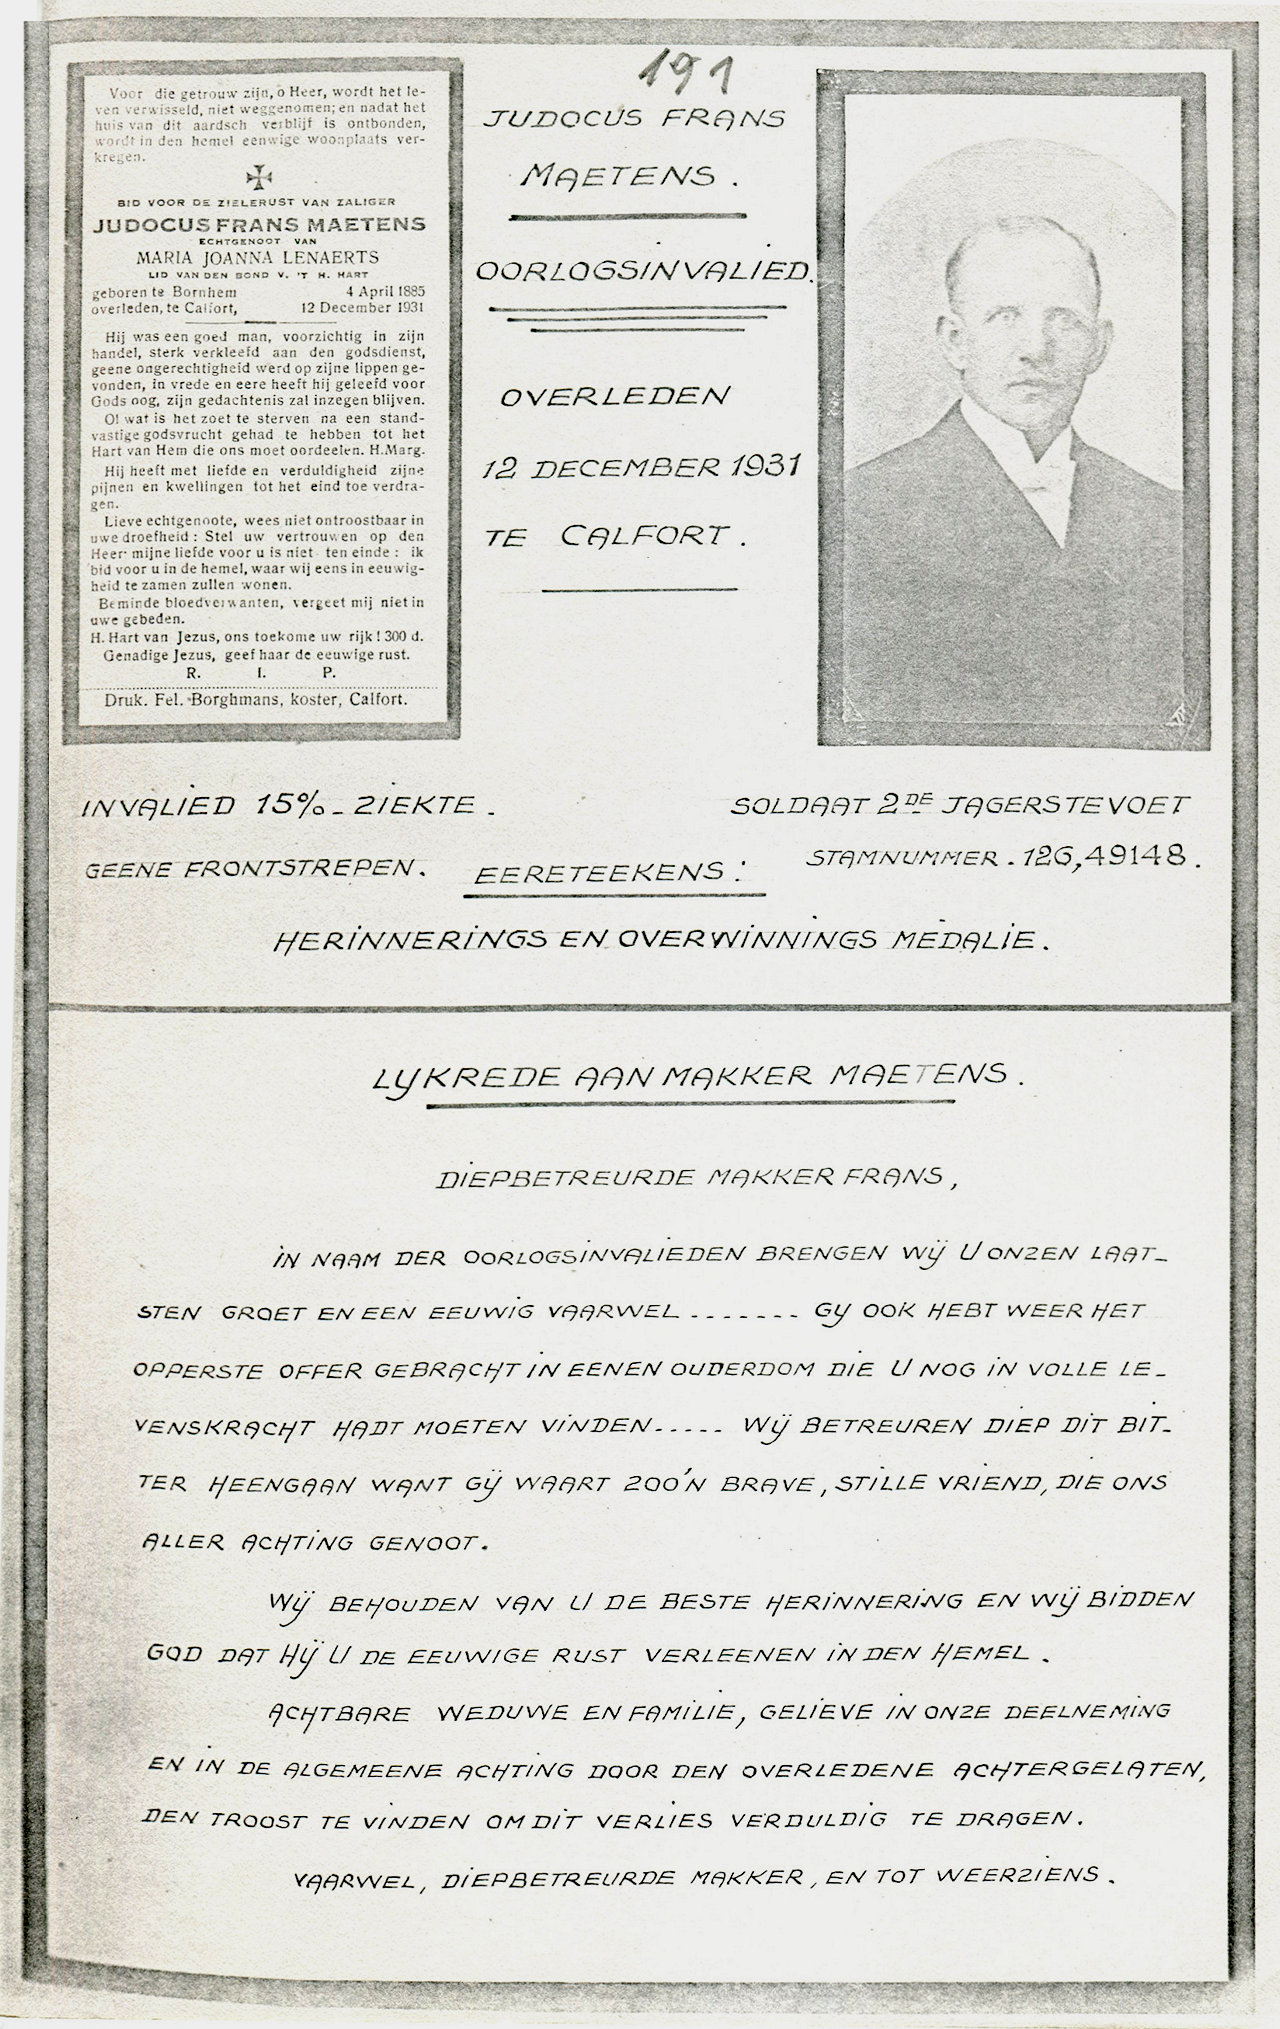 191
Voor die getrouw zijn, o Heer, wordt het le-
ven verwisseld, niet weggenomen; en nadat het
huis van dit aardsch verblijf is ontbonden,
wordt in den hemel eenwige woonplaats ver-
kregen.
BID VOOR DE ZIELERUST VAN ZALIGER
JUDOCUS FRANS MAETENS
ECHTGENOOT VAN
MARIA JOANNA LENAERTS
LID VAN DEN BOND V. 'T H. HART
geboren te Bornhem 4 April 1885
overleden, te Calfort, 12 December 1931
Hij was een goed man, voorzichtig in zijn
handel, sterk verkleefd aan den godsdienst,
geene ongerechtigheid werd op zijne lippen ge-
vonden, in vrede en eere heeft hij geleefd voor
Gods oog, zijn gedachtenis zal inzegen blijven.
O! wat is het zoet te sterven na een stand-
vastige godsvrucht gehad te hebben tot het
Hart van Hem die ons moet oordeelen. H. Marg.
Hij heeft met liefde en verduldigheid zijne
pijnen en kwellingen tot het eind toe verdra-
gen.
Lieve echtgenoote, wees niet ontroostbaar in
uwe droefheid : Stel uw vertrouwen op den
Heer mijne liefde voor u is niet ten einde : ik
bid voor u in de hemel, waar wij eens in eeuwig-
heid te zamen zullen wonen.
Beminde bloedverwanten, vergeet mij niet in
uwe gebeden.
H. Hart van Jezus, ons toekome uw rijk ! 300 d.
Genadige Jezus, geef haar de eeuwige rust.
R. I. P.
Druk. Fel. Borghmans, koster, Calfort.
JUDOCUS FRANS
MAETENS.
OORLOGSINVALIED.
OVERLEDEN
12 DECEMBER 1931
TE CALFORT.
INVALIED 15%_ ZIEKTE.
GEENE FRONTSTREPEN.
SOLDAAT 2DE JAGERS TE VOET
STAMNUMMER. 126,49148.
EERETEEKENS:
HERINNERINGS EN OVERWINNINGS MEDALIE.
LYKREDE AAN MAKKER MAETENS.
DIEPBETREURDE MAKKER FRANS,
IN NAAM DER OORLOGSINVALIEDEN BRENGEN WIJ U ONZEN LAAT-
STEN GROET EN EEN EEUWIG VAARWEL ....... GY OOK HEBT WEER HET
OPPERSTE OFFER GEBRACHT IN EENEN OUDERDOM DIE U NOG IN VOLLE LE-
VENSKRACHT HADT MOETEN VINDEN ..... WIJ BETREUREN DIEP DIT BIT-
TER HEENGAAN WANT GIJ WAART ZOO'N BRAVE, STILLE VRIEND, DIE ONS
ALLER ACHTING GENOOT.
WIJ BEHOUDEN VAN U DE BESTE HERINNERING EN WIJ BIDDEN
GOD DAT HIJ U DE EEUWIGE RUST VERLEENEN IN DEN HEMEL.
ACHTBARE WEDUWE EN FAMILIE, GELIEVE IN ONZE DEELNEMING
EN IN DE ALGEMEENE ACHTING DOOR DEN OVERLEDENE ACHTERGELATEN,
DEN TROOST TE VINDEN OM DIT VERLIES VERDULDIG TE DRAGEN.
VAARWEL, DIEPBETREURDE MAKKER, EN TOT WEERZIENS.